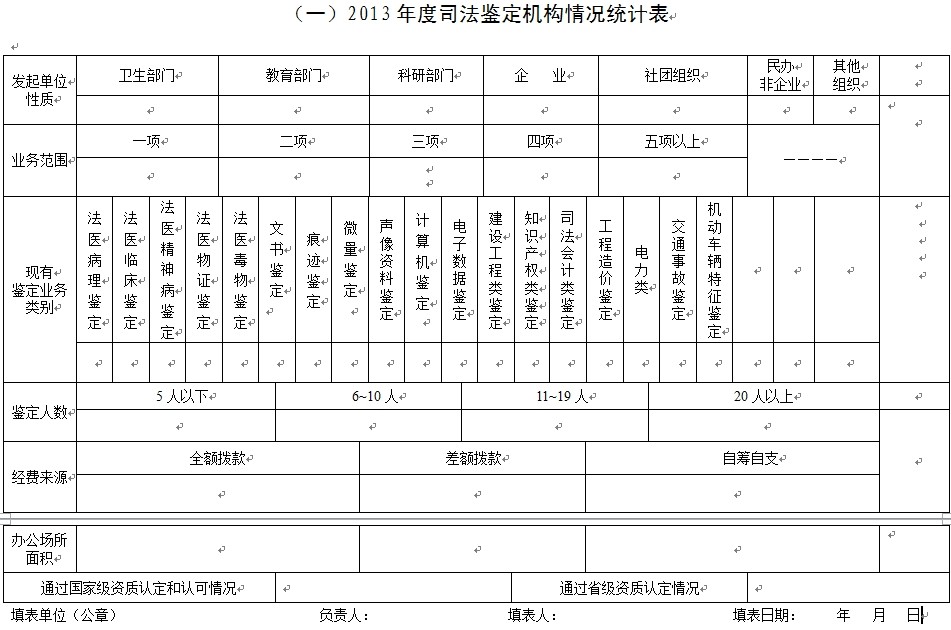 （一）2013 年度司法鉴定机构情况统计表
发起单位
性质
卫生部门
教育部门
科研部门
企 业
社团组织
民办
非企业
其他
组织
业务范围
一项
二项
三项
四项
五项以上
————
现有
鉴定业务
类别
法医病理鉴定
法医临床鉴定
法医精神病鉴定
法医物证鉴定
法医毒物鉴定
文书鉴定
痕迹鉴定
微量鉴定
声像资料鉴定
计算机鉴定
电子数据鉴定
建设工程类鉴定
知识产权类鉴定
司法会计类鉴定
工程造价鉴定
电力类
交通事故鉴定
机动车车辆特征鉴定
鉴定人数
5 人以下
6~10 人
11~19 人
20 人以上
经费来源
全额拨款
差额拨款
自筹自支
办公场所
面积
通过国家级资质认定和认可情况
通过省级资质认定情况
填表单位（公章） 负责人： 填表人： 填表日期： 年 月 日